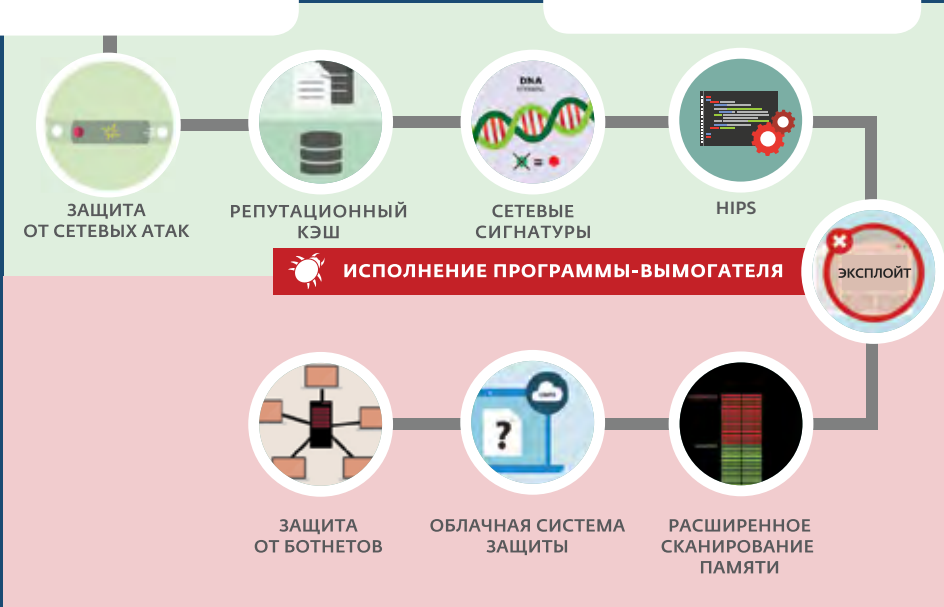 DNA
ЗАЩИТА
ОТ СЕТЕВЫХ АТАК
РЕПУТАЦИОННЫЙ
КЭШ
СЕТЕВЫЕ
СИГНАТУРЫ
HIPS
ИСПОЛНЕНИЕ ПРОГРАММЫ-ВЫМОГАТЕЛЯ
ЭКСПЛОЙТ
?
ЗАЩИТА
ОТ БОТНЕТОВ
ОБЛАЧНАЯ СИСТЕМА
ЗАЩИТЫ
РАСШИРЕННОЕ
СКАНИРОВАНИЕ
ПАМЯТИ